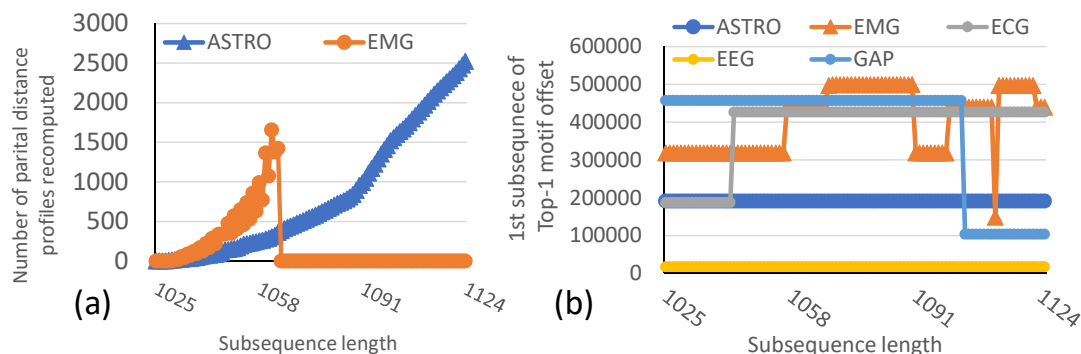 Number of parital distance
profiles recomputed
3000
2500
2000
1500
1000
500
0
ASTRO
EMG
1025
1058
1091
1124
Subsequence length
(a)
ASTRO
EMG
ECG
EEG
GAP
1st subsequnece of
Top-1 motif offset
600000
500000
400000
300000
200000
100000
0
1025
1058
1091
1124
Subsequence length
(b)